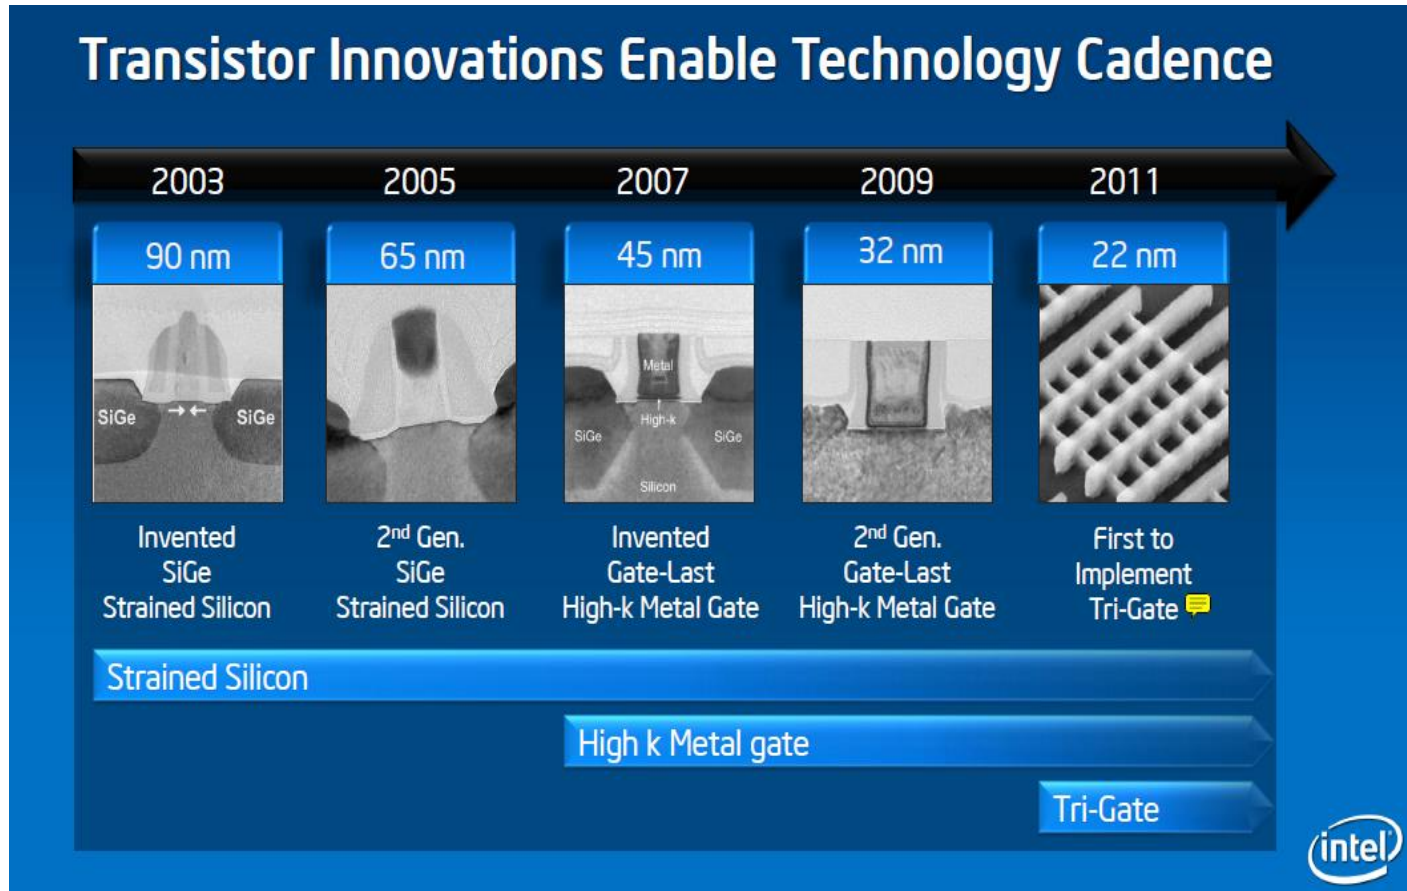 Transistor Innovations Enable Technology Cadence
2003
2005
2007
2009
2011
90 nm
65 nm
45 nm
32 nm
22 nm
SiGe
SiGe
Metal
High-k
SiGe
SiGe
Silicon
Invented
SiGe
Strained Silicon
2nd Gen.
SiGe
Strained Silicon
Invented
Gate-Last
High-k Metal Gate
2nd Gen.
Gate-Last
High-k Metal Gate
First to
Implement
Tri-Gate
Strained Silicon
High k Metal gate
Tri-Gate
intel